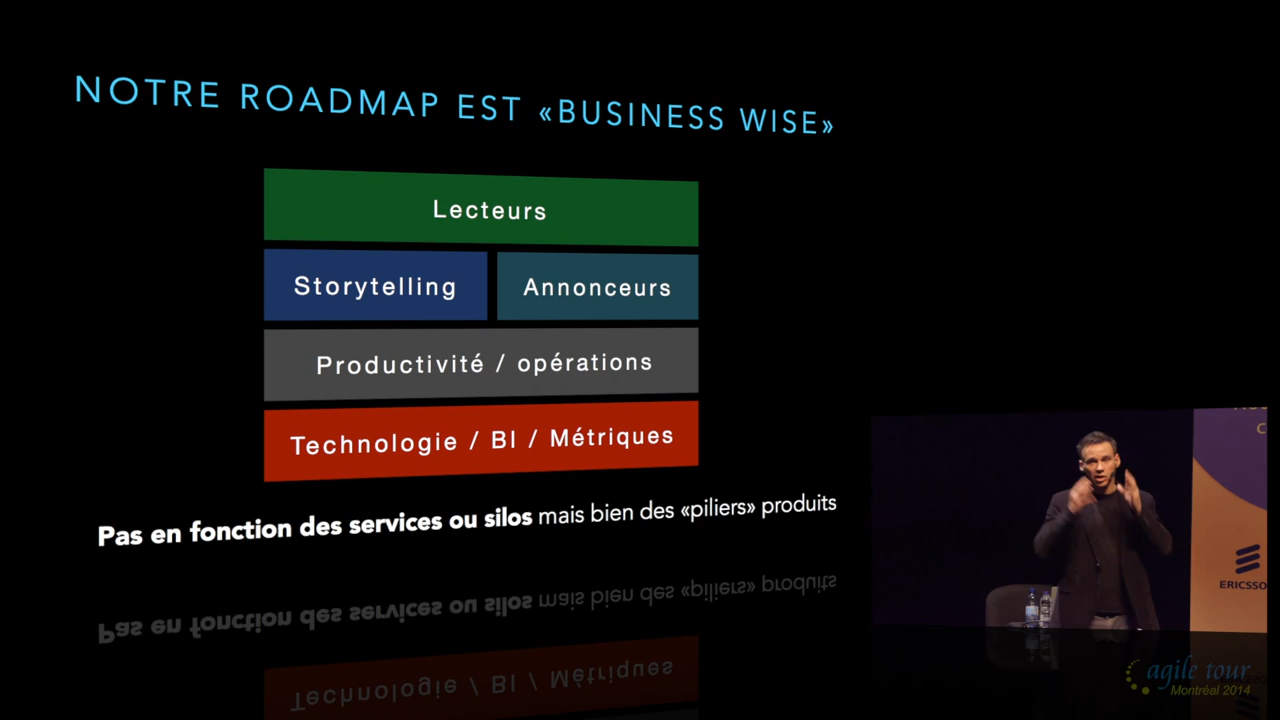 NOTRE ROADMAP EST «BUSINESS WISE»
Lecteurs
Storytelling
Annonceurs
Productivité / opérations
Technologie / BI / Métriques
Pas en fonction des services ou silos mais bien des «piliers» produits
ERICSSO
agile tour
Montréal 2014